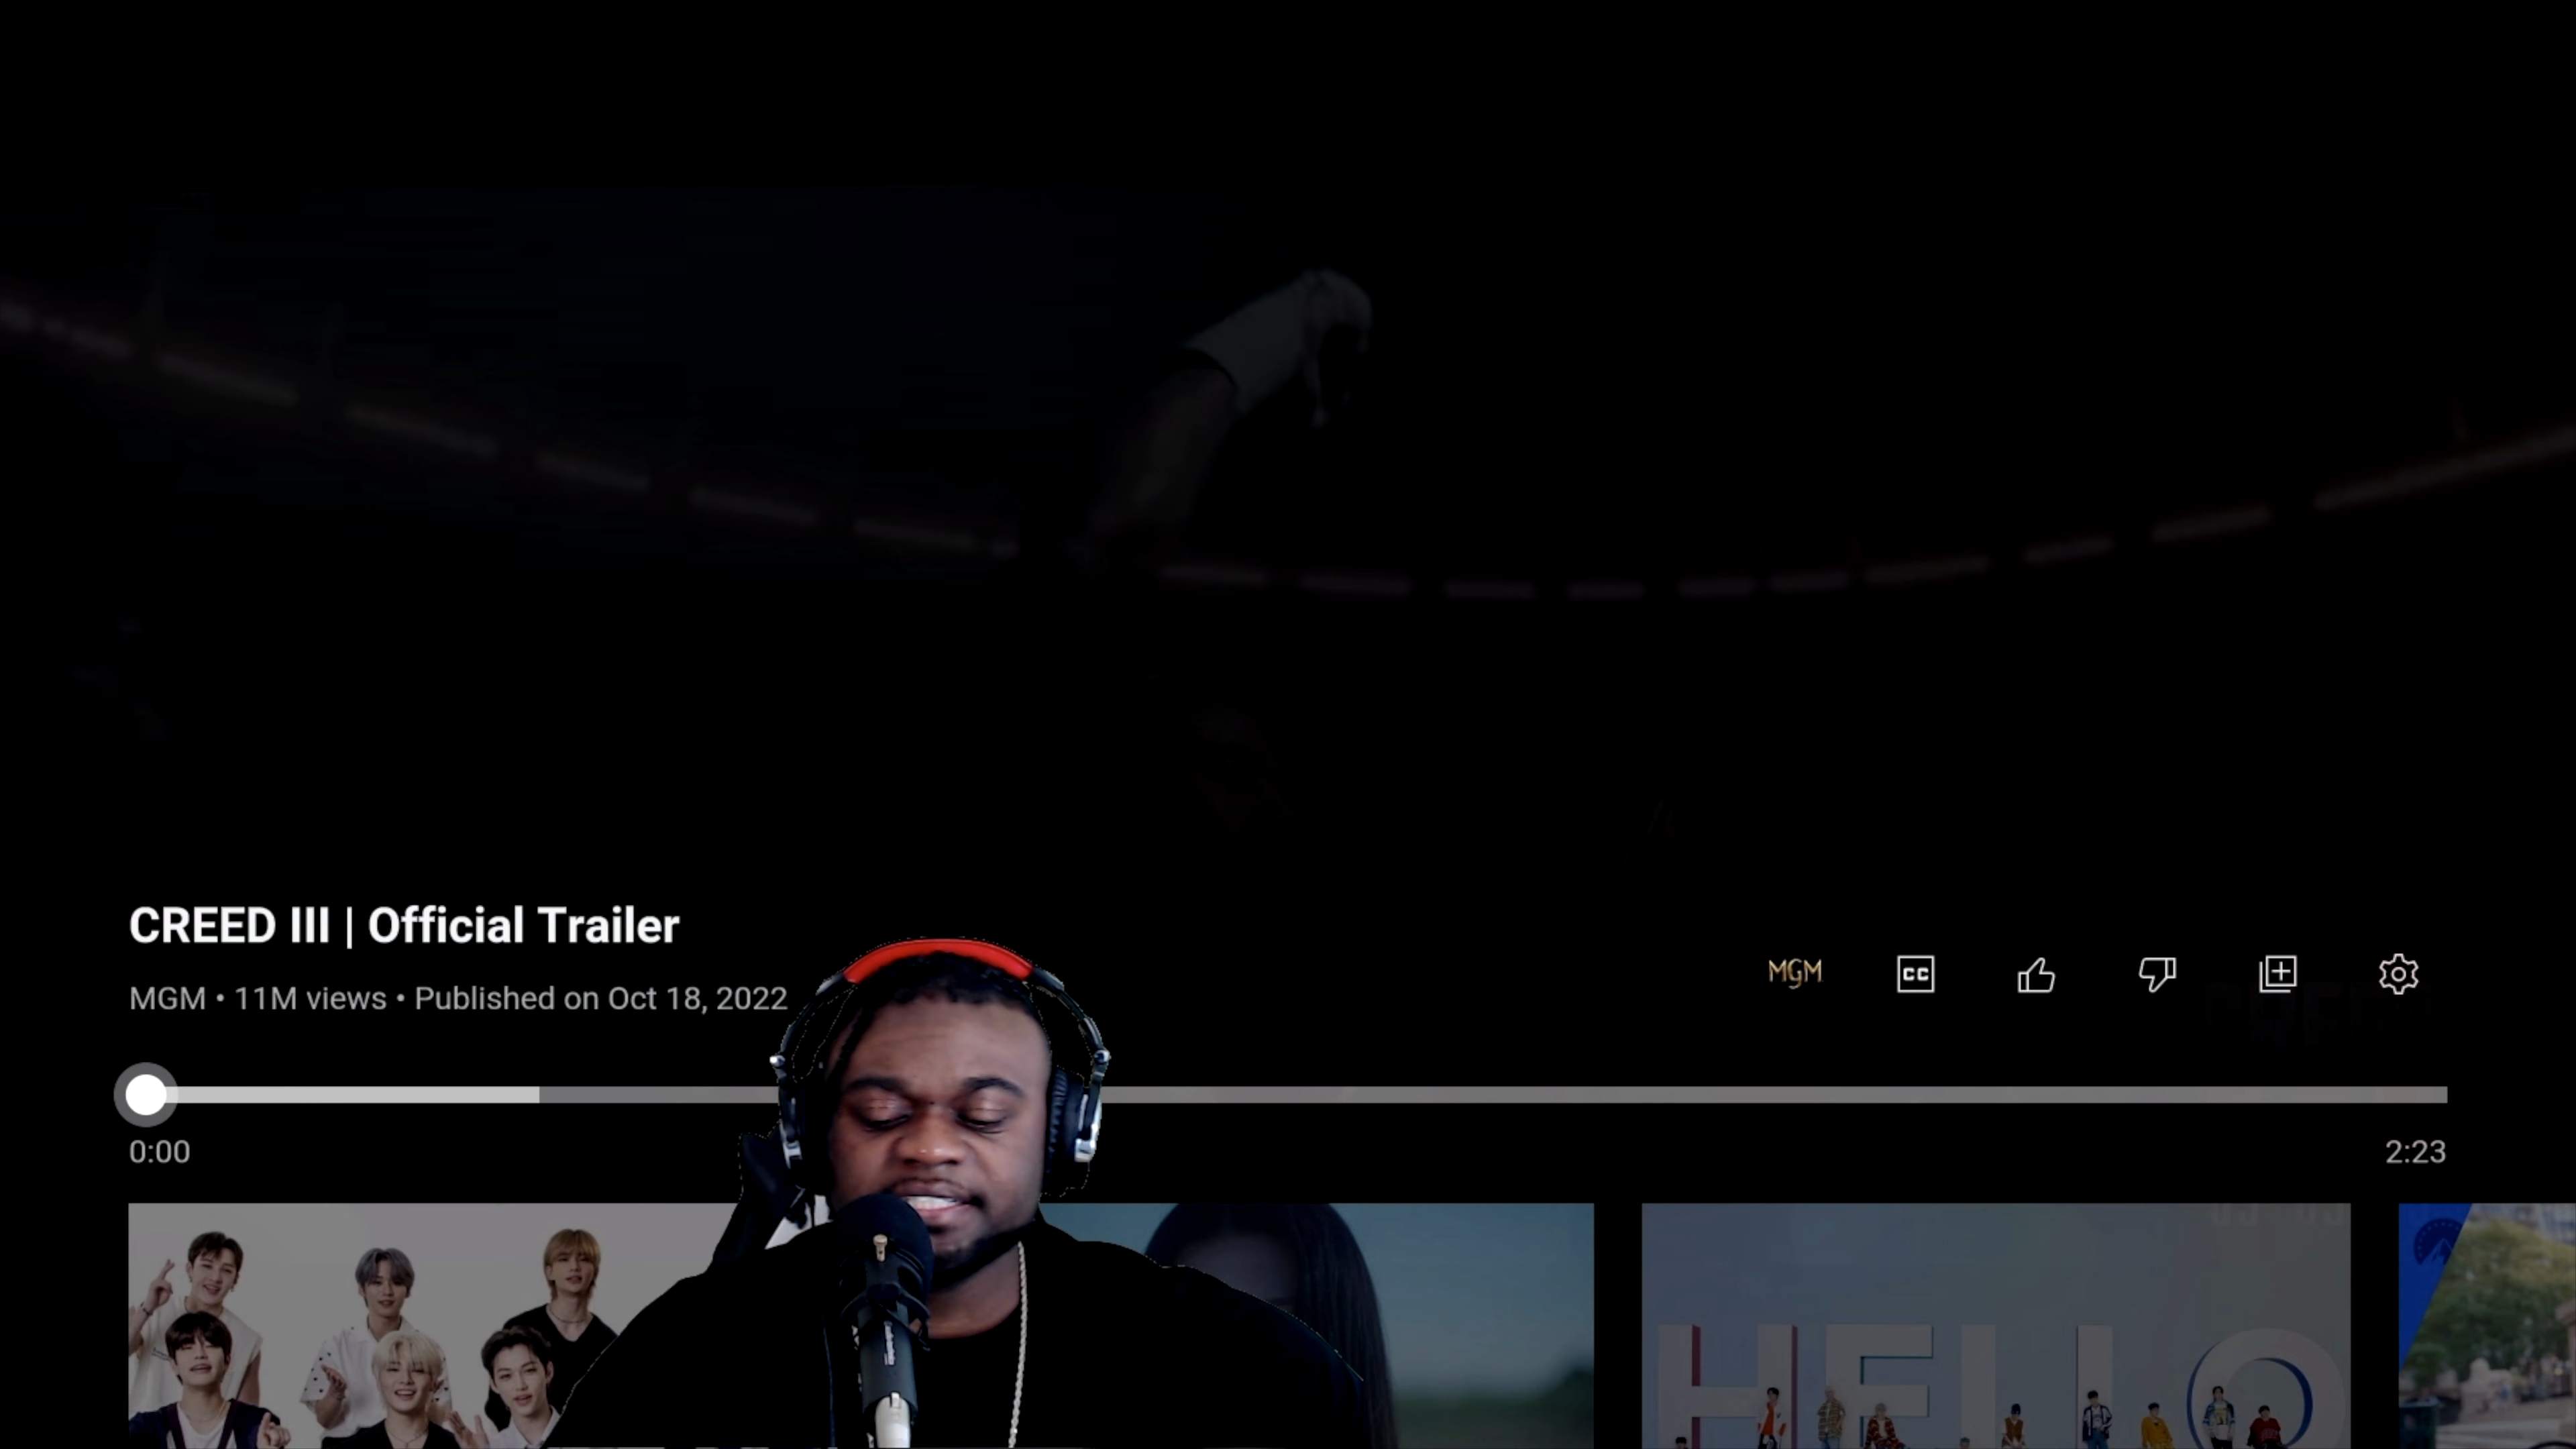 CREED III | Official Trailer
MGM • 11M views • Published on Oct 18, 2022
MGM
CC
0:00
2:23
HELLO